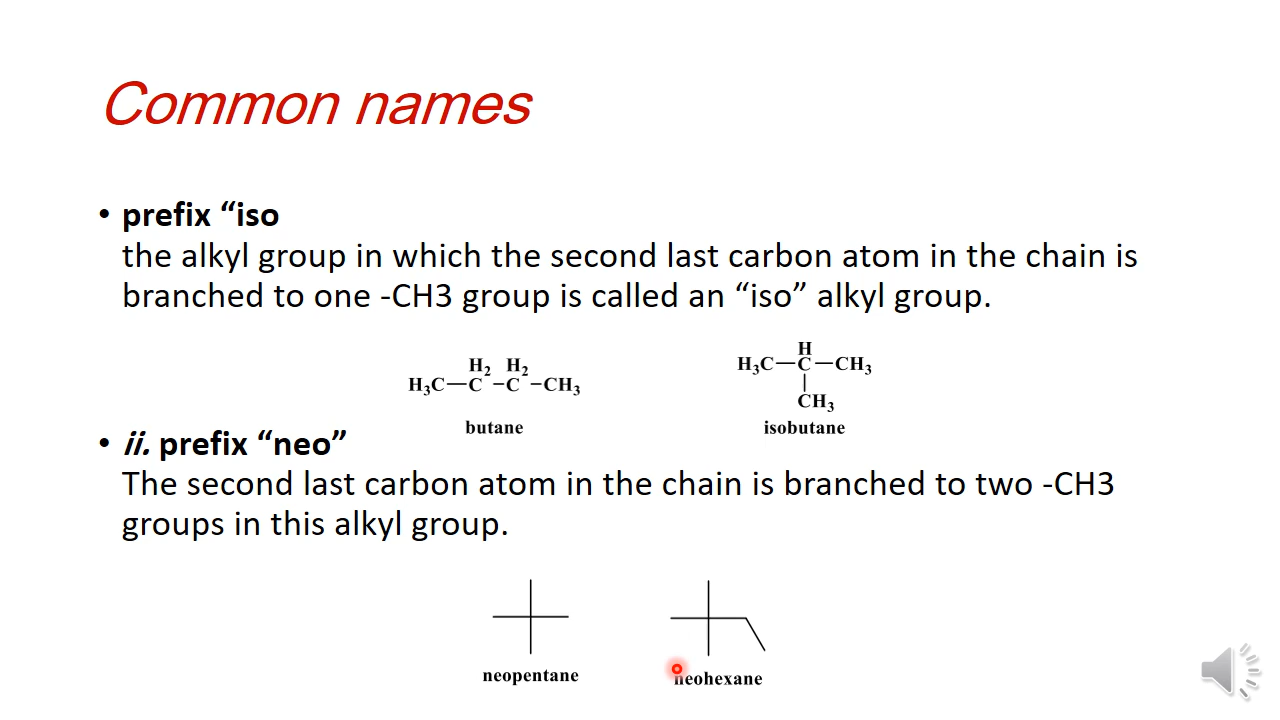 Common names
• prefix “iso
the alkyl group in which the second last carbon atom in the chain is
branched to one -CH3 group is called an “iso” alkyl group.
H2 H2
H3C—C–C–CH3
butane
H
H3C—C—CH3
CH3
isobutane
• ii. prefix “neo”
The second last carbon atom in the chain is branched to two -CH3
groups in this alkyl group.
neopentane
neohexane